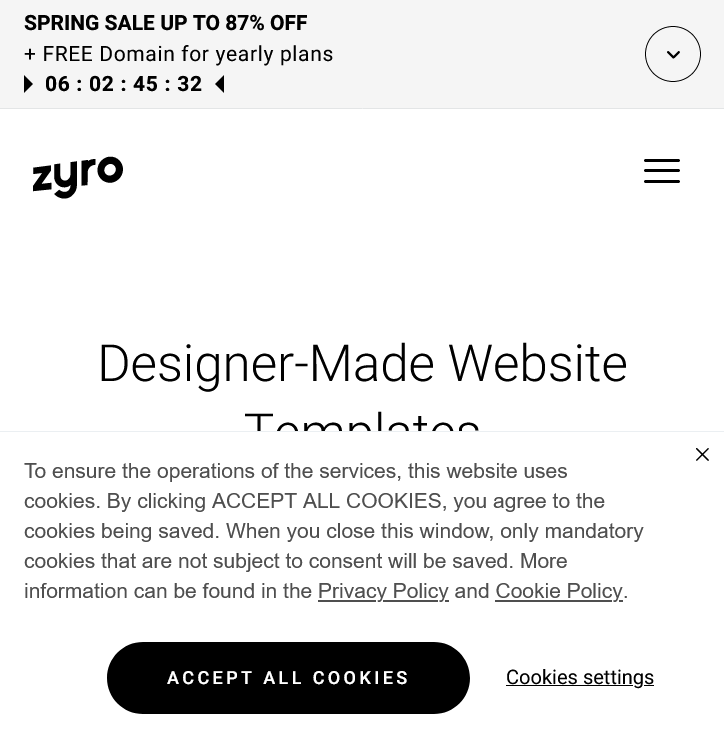 SPRING SALE UP TO 87% OFF
+ FREE Domain for yearly plans
06 : 02 : 45 : 32
zyro
Designer-Made Website
Templates
To ensure the operations of the services, this website uses
cookies. By clicking ACCEPT ALL COOKIES, you agree to the
cookies being saved. When you close this window, only mandatory
cookies that are not subject to consent will be saved. More
information can be found in the Privacy Policy and Cookie Policy.
ACCEPT ALL COOKIES
Cookies settings